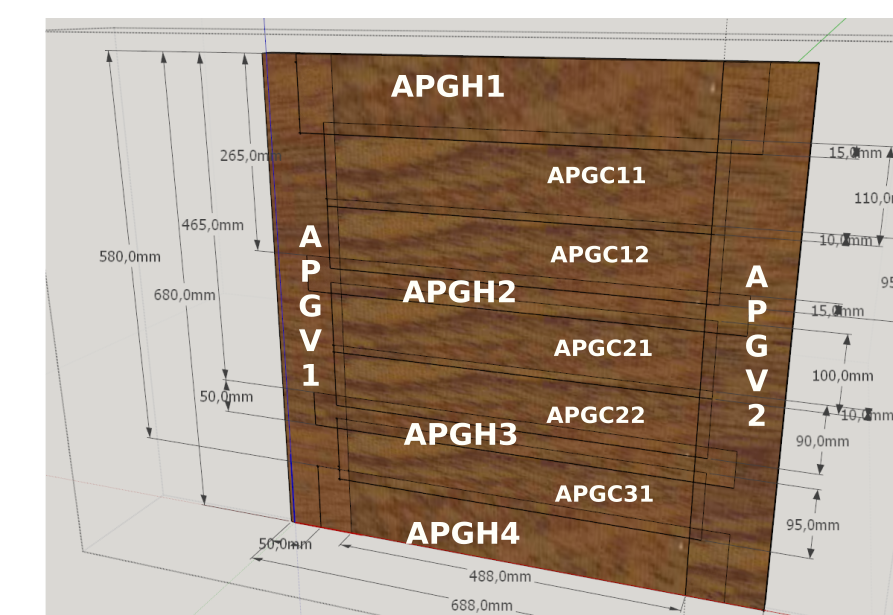 APGH1
15,0mm
265,0mm
APGC11
110,0
465,0mm
A
P
G
V
1
10,0mm
APGC12
580,0mm
680,0mm
APGH2
A
P
G
V
2
95
15,0mm
APGC21
100,0mm
50,0mm
APGC22
10,0mm
APGH3
90,0mm
APGC31
95,0mm
APGH4
50,0mm
488,0mm
688,0mm